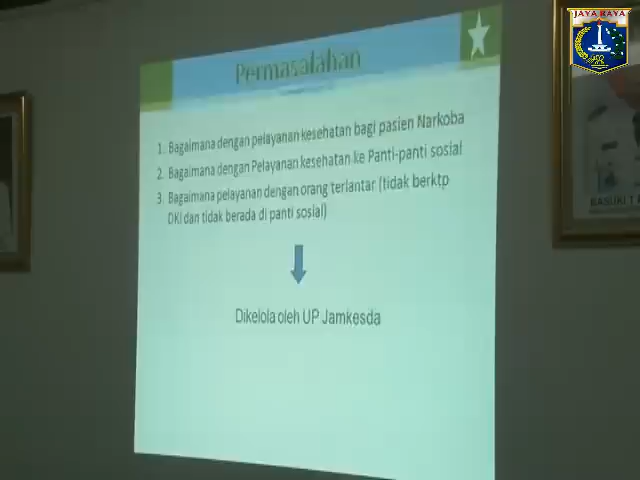 JAYA RAYA
Permasalahan
1. Bagaimana dengan pelayanan kesehatan bagi pasien Narkoba
2. Bagaimana dengan Pelayanan kesehatan ke Panti-panti sosial
3. Bagaimana pelayanan dengan orang terlantar (tidak berktp
DKI dan tidak berada di panti sosial)
Dikelola oleh UP Jamkesda
BASUKI T